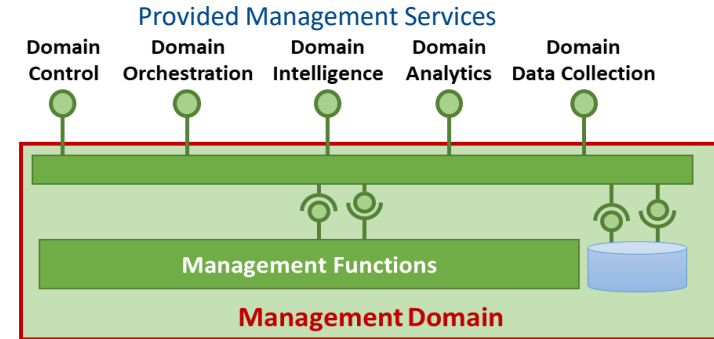 Provided Management Services
Domain Control
Domain Orchestration
Domain Intelligence
Domain Analytics
Domain Data Collection
Management Functions
Management Domain